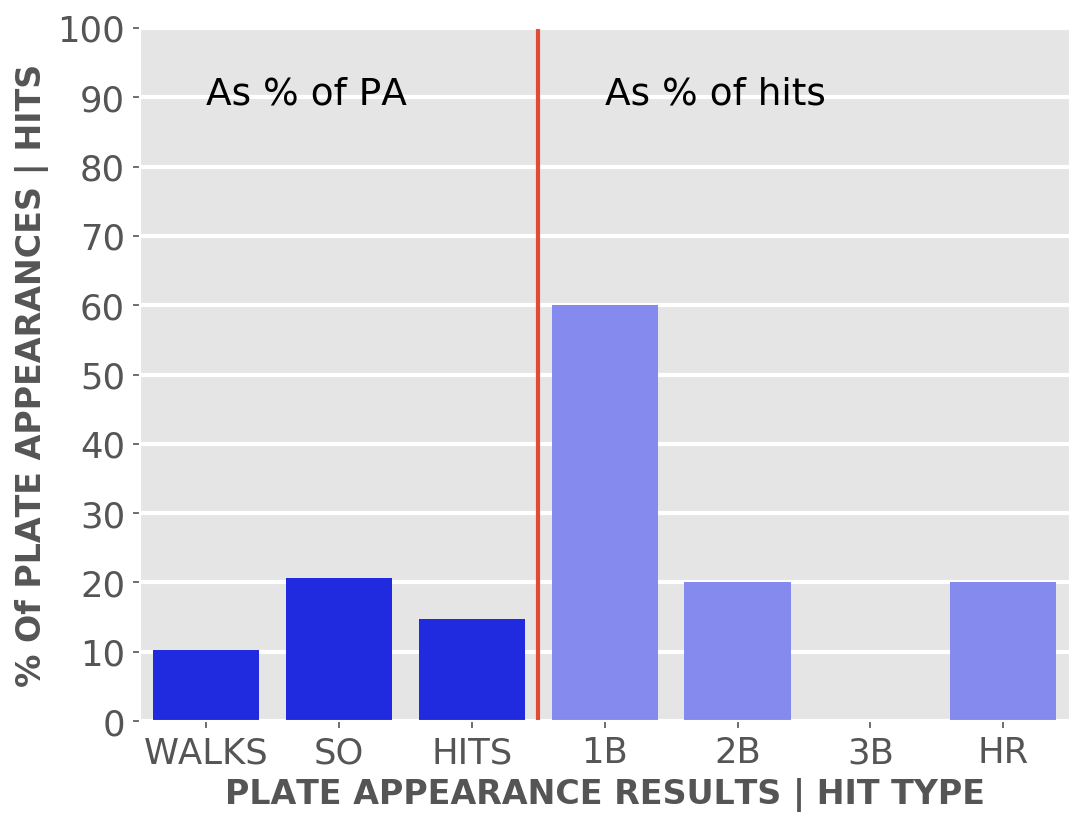 % Of PLATE APPEARANCES | HITS
100
90
80
70
60
50
40
30
20
10
0
As % of PA
As % of hits
WALKS SO HITS 1B 2B 3B HR
PLATE APPEARANCE RESULTS | HIT TYPE